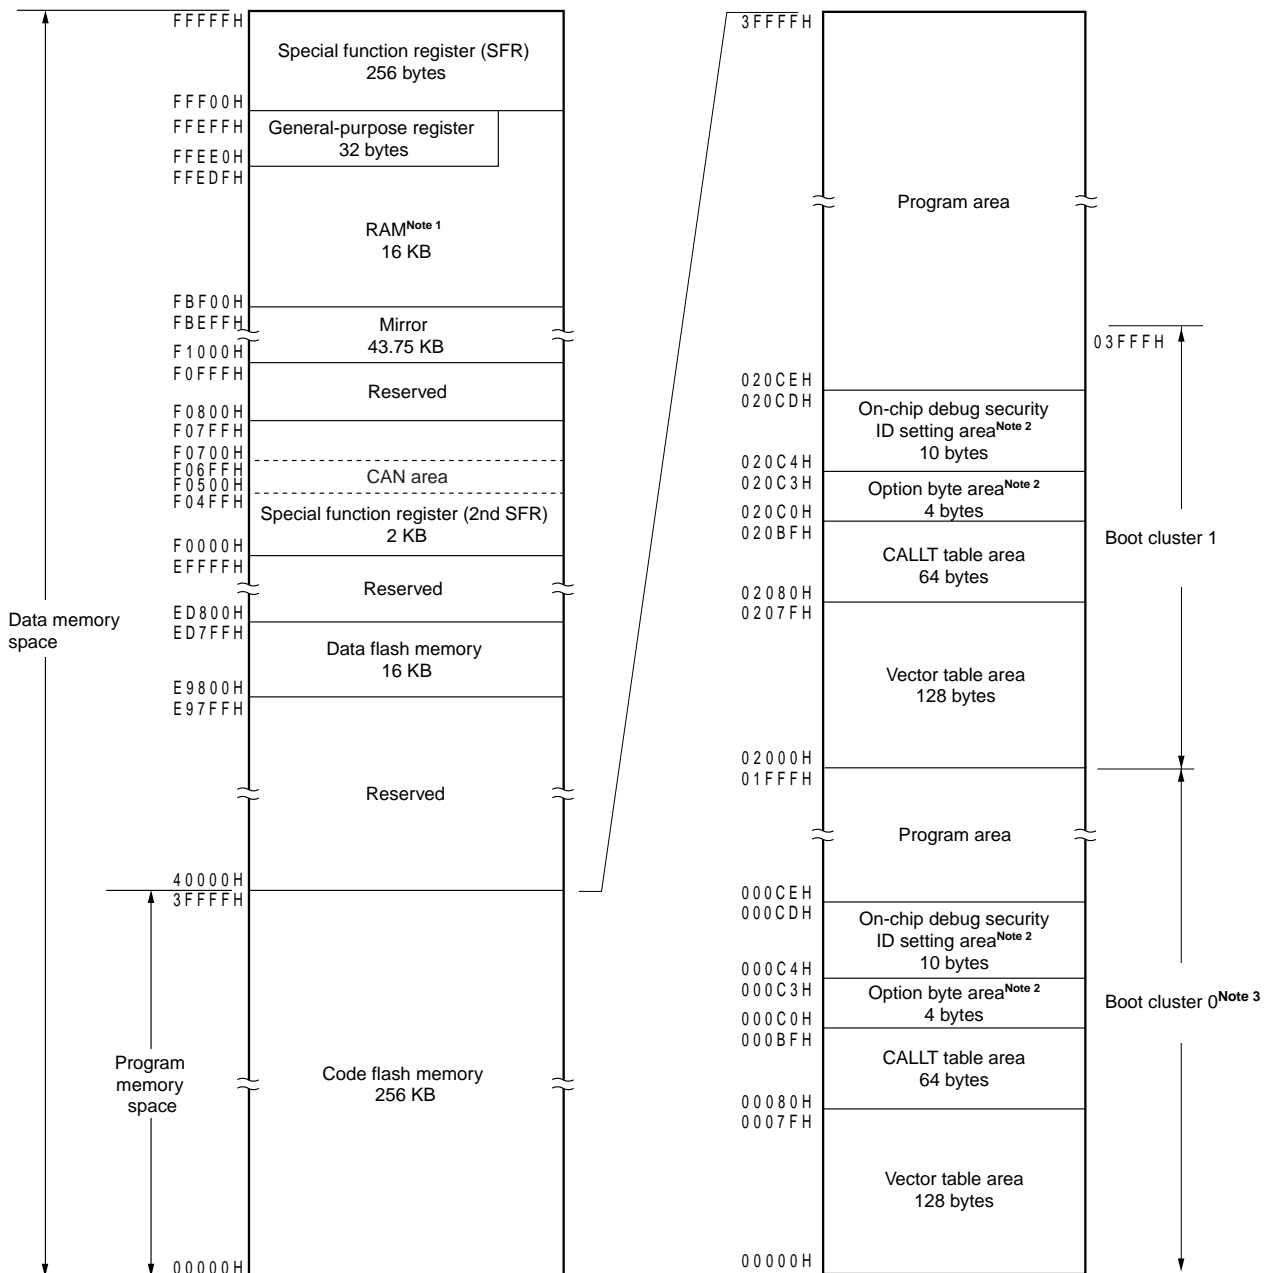 FFFFFH
Special function register (SFR)
256 bytes
FFF00H
FFEFFH
General-purpose register
32 bytes
FFEE0H
FFEDFH
RAMNote 1
16 KB
FBF00H
FBEFFH
Mirror
43.75 KB
F1000H
F0FFFH
Reserved
F0800H
F07FFH
F0700H
F06FFH
CAN area
F0500H
F04FFH
Special function register (2nd SFR)
2 KB
F0000H
EFFFFH
Reserved
ED800H
ED7FFH
Data flash memory
16 KB
E9800H
E97FFH
Reserved
40000H
3FFFFH
Code flash memory
256 KB
00000H
Data memory
space
Program
memory
space
3FFFFH
Program area
03FFFH
020CEH
020CDH
On-chip debug security
ID setting areaNote 2
10 bytes
020C4H
020C3H
Option byte areaNote 2
4 bytes
020C0H
020BFH
CALLT table area
64 bytes
02080H
0207FH
Vector table area
128 bytes
02000H
01FFFH
Boot cluster 1
Program area
000CEH
000CDH
On-chip debug security
ID setting areaNote 2
10 bytes
000C4H
000C3H
Option byte areaNote 2
4 bytes
000C0H
000BFH
CALLT table area
64 bytes
00080H
0007FH
Vector table area
128 bytes
00000H
Boot cluster 0Note 3